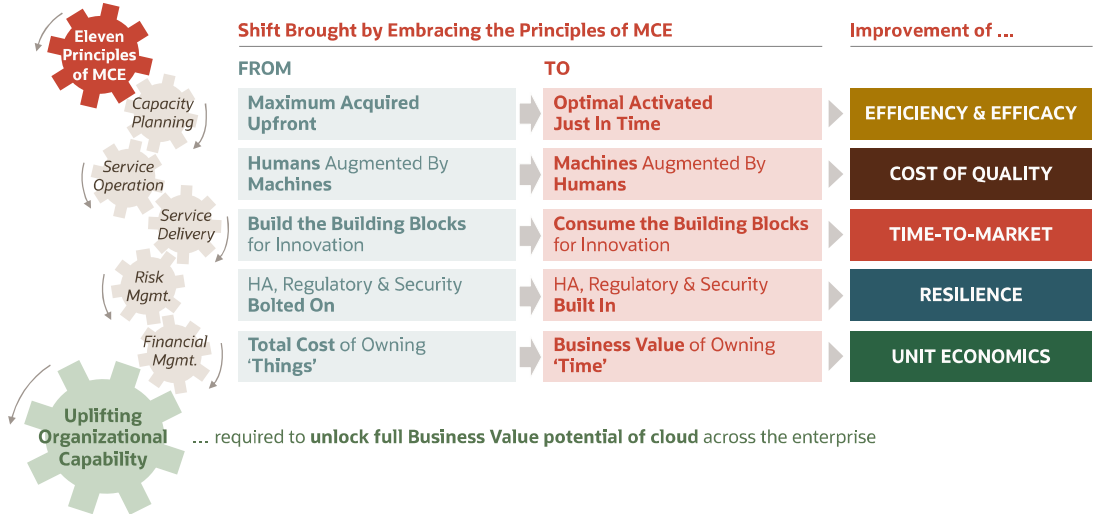 Eleven
Principles
of MCE
Shift Brought by Embracing the Principles of MCE
Improvement of ...
FROM
TO
Capacity
Planning
Maximum Acquired
Upfront
Optimal Activated
Just In Time
EFFICIENCY & EFFICACY
Service
Operation
Humans Augmented By
Machines
Machines Augmented By
Humans
COST OF QUALITY
Service
Delivery
Build the Building Blocks
for Innovation
Consume the Building Blocks
for Innovation
TIME-TO-MARKET
Risk
Mgmt.
HA, Regulatory & Security
Bolted On
HA, Regulatory & Security
Built In
RESILIENCE
Financial
Mgmt.
Total Cost of Owning
‘Things’
Business Value of Owning
‘Time’
UNIT ECONOMICS
Uplifting
Organizational
Capability
... required to unlock full Business Value potential of cloud across the enterprise